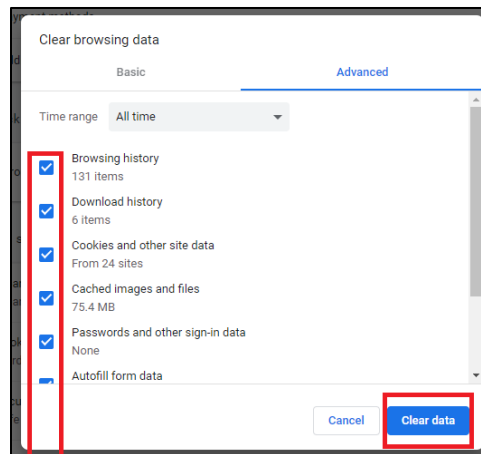 Clear browsing data
Basic
Advanced
Time range
All time
Browsing history
131 items
Download history
6 items
Cookies and other site data
From 24 sites
Cached images and files
75.4 MB
Passwords and other sign-in data
None
Autofill form data
Cancel
Clear data